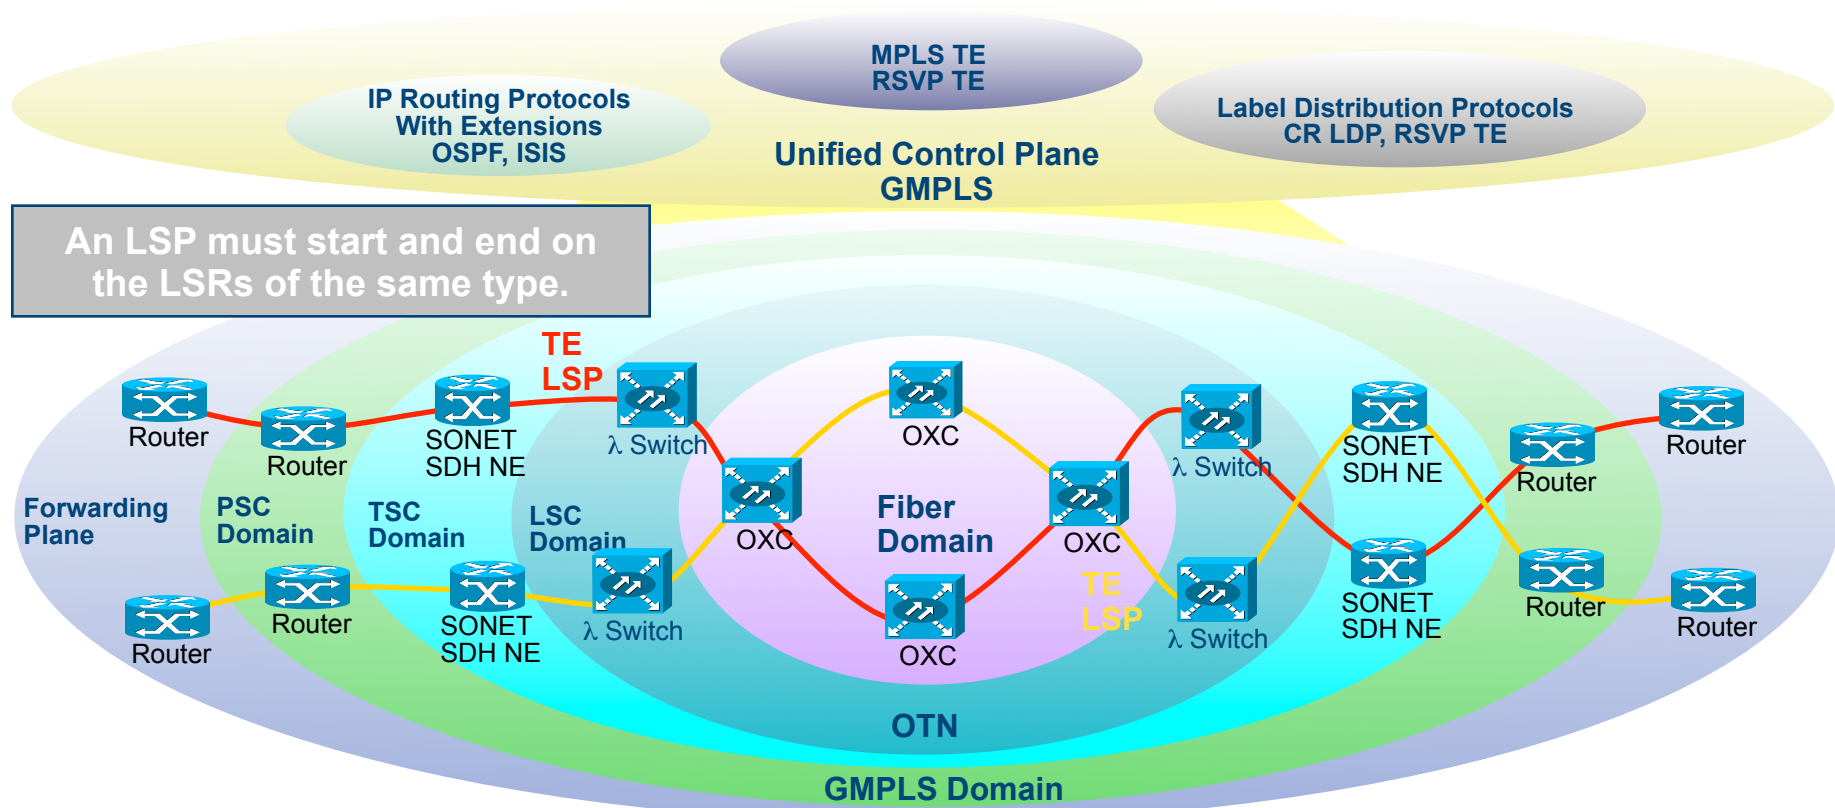 MPLS TE
RSVP TE
IP Routing Protocols
With Extensions
OSPF, ISIS
Label Distribution Protocols
CR LDP, RSVP TE
Unified Control Plane
GMPLS
An LSP must start and end on
the LSRs of the same type.
TE
LSP
Router
Router
SONET
SDH NE
λ Switch
OXC
λ Switch
SONET
SDH NE
Router
Router
Forwarding
Plane
PSC
Domain
TSC
Domain
LSC
Domain
OXC
Fiber
Domain
OXC
TE
LSP
Router
Router
SONET
SDH NE
λ Switch
OXC
λ Switch
SONET
SDH NE
Router
Router
OTN
GMPLS Domain